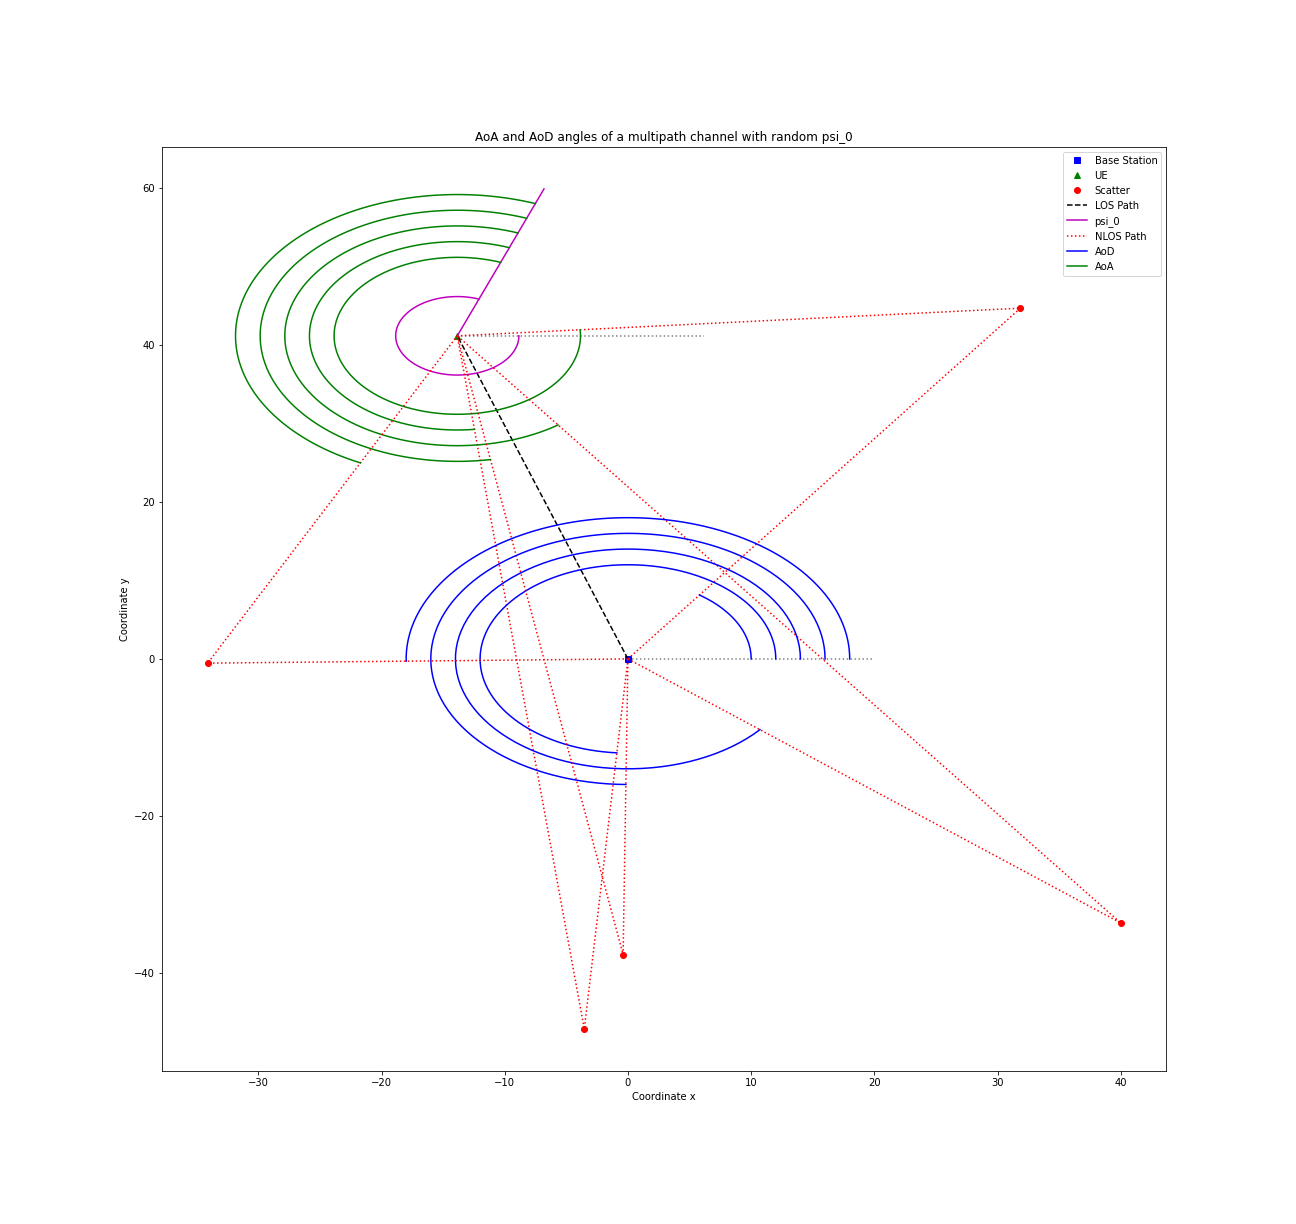 AoA and AoD angles of a multipath channel with random psi_0
Base Station
UE
Scatter
LOS Path
psi_0
NLOS Path
AoD
AoA
60
40
20
0
−20
−40
Coordinate y
−30
−20
−10
0
10
20
30
40
Coordinate x